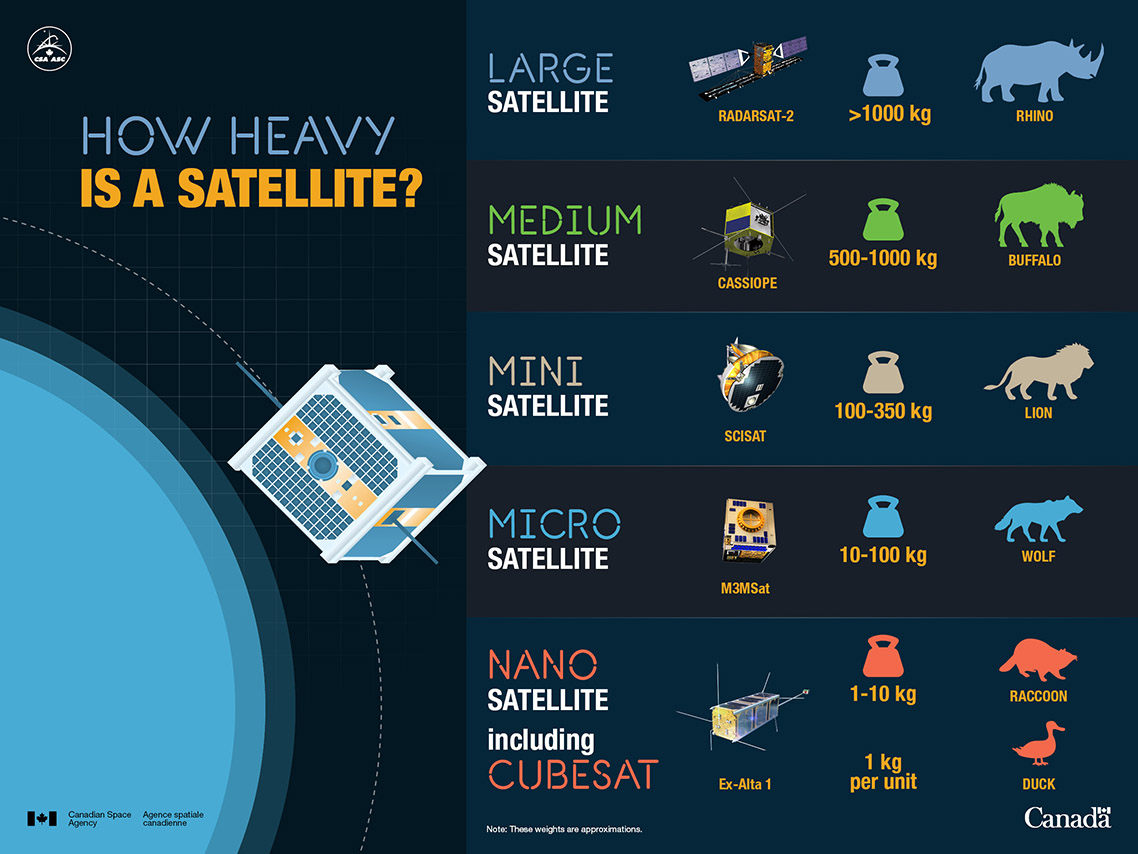 CSA ASC
HOW HEAVY
IS A SATELLITE?
LARGE
SATELLITE
RADARSAT-2
>1000 kg
RHINO
MEDIUM
SATELLITE
CASSIOPE
500-1000 kg
BUFFALO
MINI
SATELLITE
SCISAT
100-350 kg
LION
MICRO
SATELLITE
M3MSat
10-100 kg
WOLF
NANO
SATELLITE
including
CUBESAT
Ex-Alta 1
1-10 kg
RACCOON
1 kg
per unit
DUCK
Canadian Space
Agency
Agence spatiale
canadienne
Note: These weights are approximations.
Canada